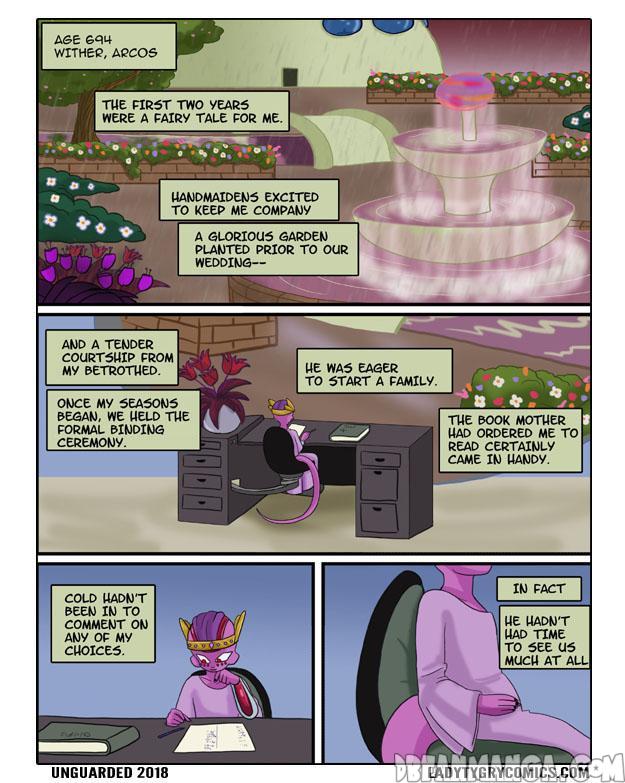 AGE 694
WITHER, ARCOS
THE FIRST TWO YEARS
WERE A FAIRY TALE FOR ME.
HANDMAIDENS EXCITED
TO KEEP ME COMPANY
A GLORIOUS GARDEN
PLANTED PRIOR TO OUR
WEDDING--
AND A TENDER
COURTSHIP FROM
MY BETROTHED.
ONCE MY SEASONS
BEGAN, WE HELD THE
FORMAL BINDING
CEREMONY.
HE WAS EAGER
TO START A FAMILY.
THE BOOK MOTHER
HAD ORDERED ME TO
READ CERTAINLY
CAME IN HANDY.
COLD HADN'T
BEEN IN TO
COMMENT ON
ANY OF MY
CHOICES.
IN FACT
HE HADN'T
HAD TIME
TO SEE US
MUCH AT ALL
UNGUARDED 2018
LADYTYGRYCOMICS.COM
DBFANMANGA.COM